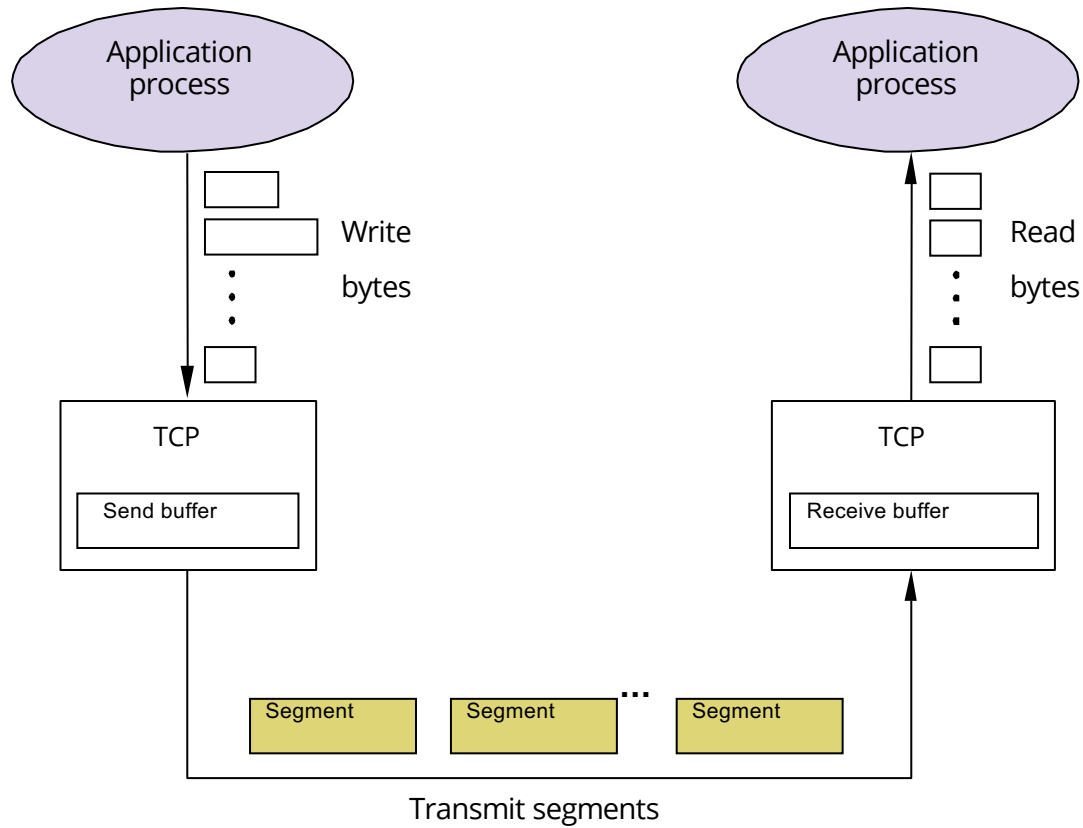 Application
process
Application
process
Write
bytes
Read
bytes
TCP
Send buffer
TCP
Receive buffer
Segment
Segment
...
Segment
Transmit segments